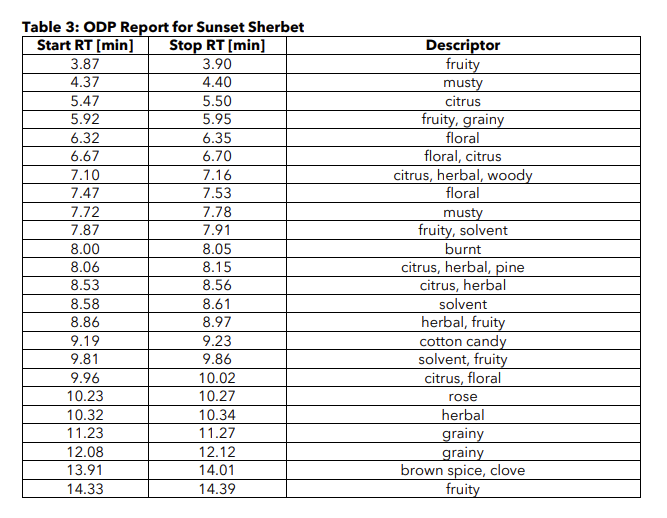 Table 3: ODP Report for Sunset Sherbet
Start RT [min] Stop RT [min] Descriptor
3.87 3.90 fruity
4.37 4.40 musty
5.47 5.50 citrus
5.92 5.95 fruity, grainy
6.32 6.35 floral
6.67 6.70 floral, citrus
7.10 7.16 citrus, herbal, woody
7.47 7.53 floral
7.72 7.78 musty
7.87 7.91 fruity, solvent
8.00 8.05 burnt
8.06 8.15 citrus, herbal, pine
8.53 8.56 citrus, herbal
8.58 8.61 solvent
8.86 8.97 herbal, fruity
9.19 9.23 cotton candy
9.81 9.86 solvent, fruity
9.96 10.02 citrus, floral
10.23 10.27 rose
10.32 10.34 herbal
11.23 11.27 grainy
12.08 12.12 grainy
13.91 14.01 brown spice, clove
14.33 14.39 fruity